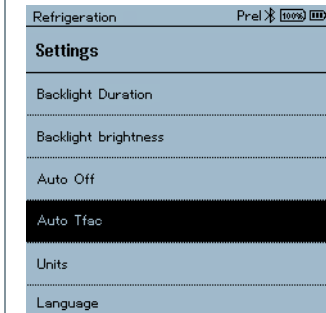 Refrigeration Prel 100%
Settings
Backlight Duration
Backlight brightness
Auto Off
Auto Tfac
Units
Language